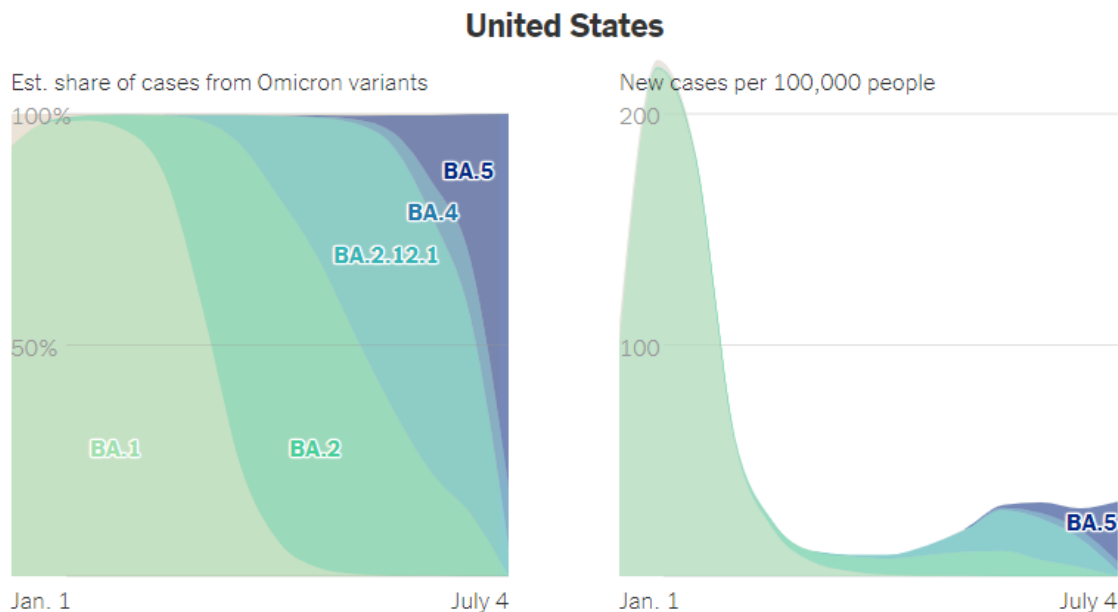 United States
Est. share of cases from Omicron variants
100%
BA.5
BA.4
BA.2.12.1
50%
BA.1
BA.2
Jan. 1
July 4
New cases per 100,000 people
200
100
BA.5
Jan. 1
July 4